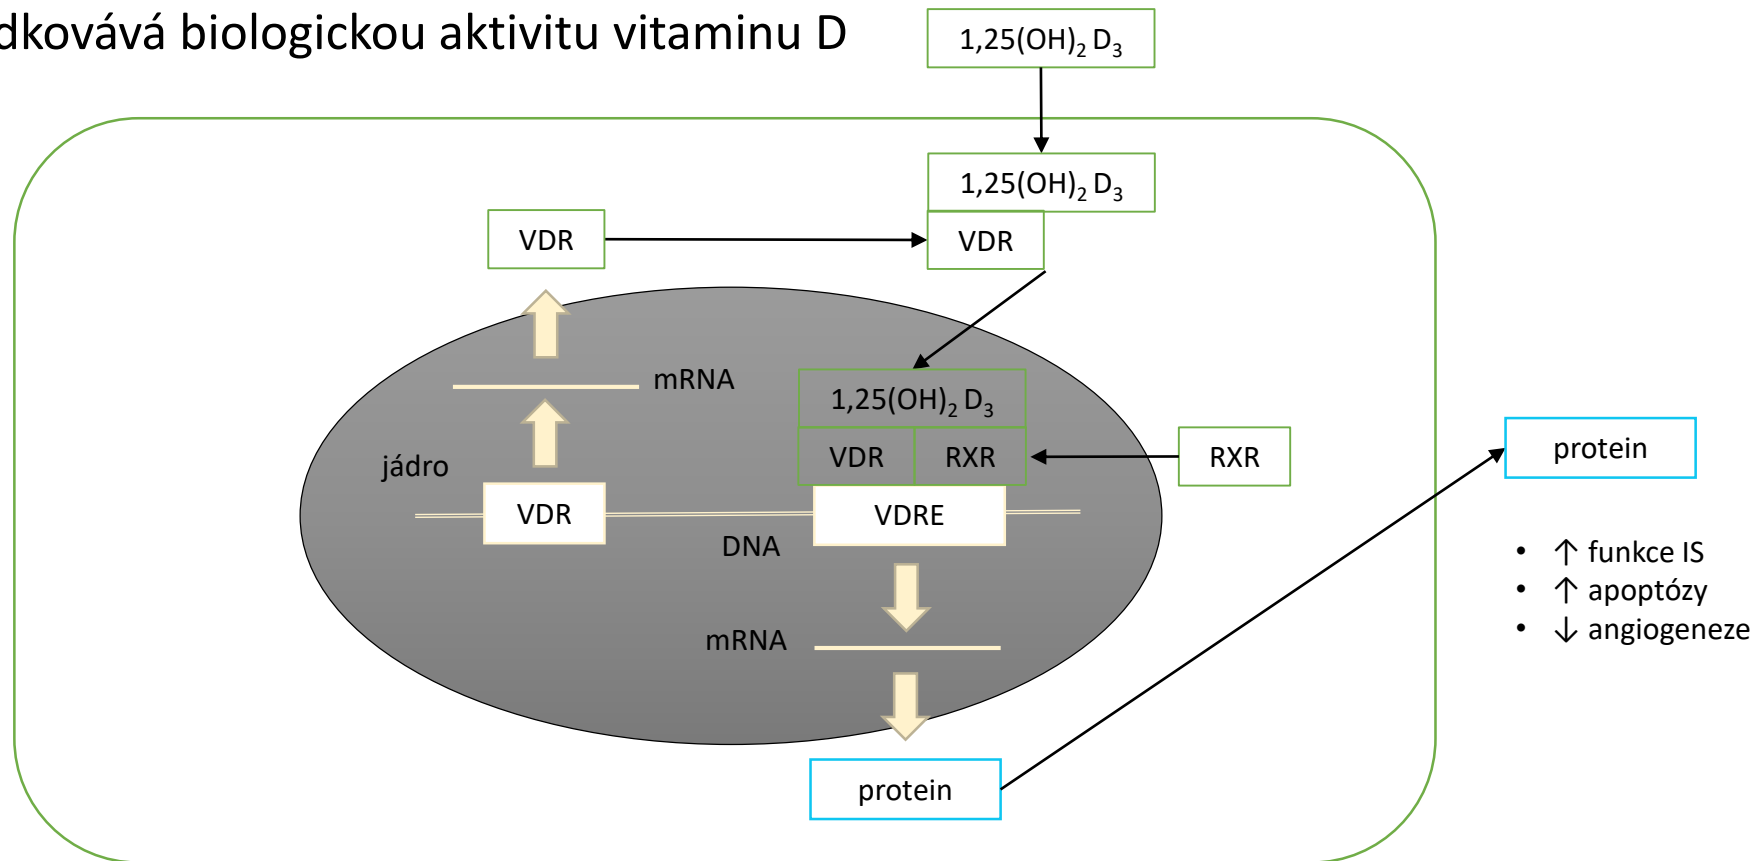 dkovává biologickou aktivitu vitaminu D
1,25(OH)₂ D₃
1,25(OH)₂ D₃
VDR
VDR
mRNA
1,25(OH)₂ D₃
VDR
RXR
RXR
jádro
VDR
VDRE
DNA
mRNA
protein
protein
• ↑ funkce IS
• ↑ apoptózy
• ↓ angiogeneze